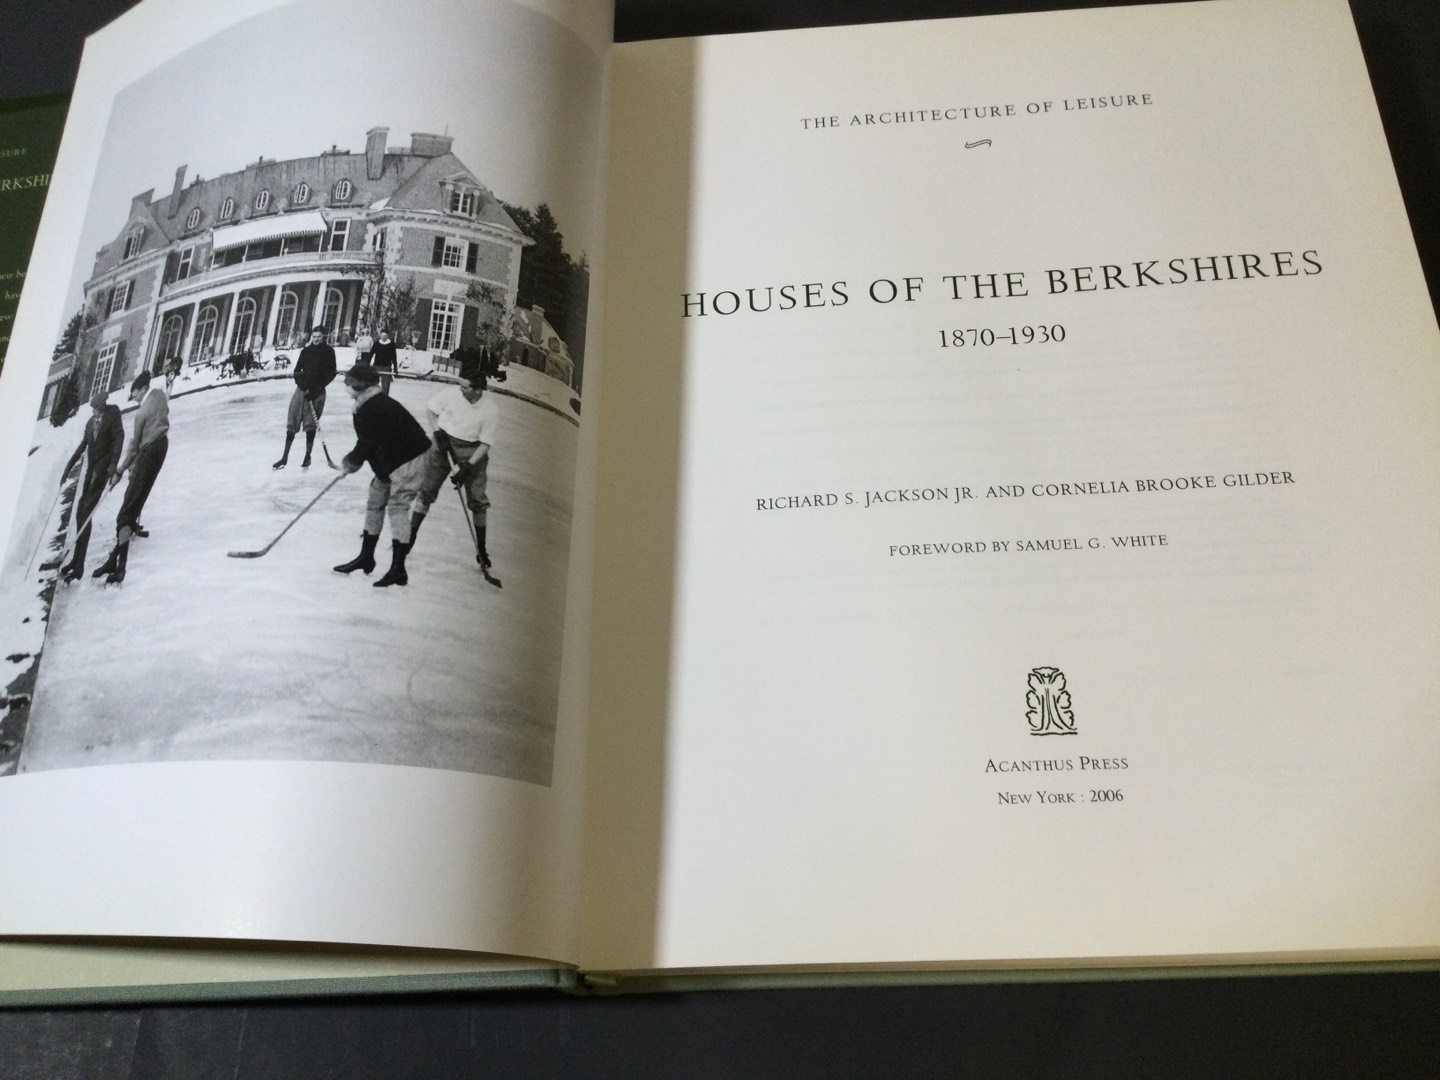 THE ARCHITECTURE OF LEISURE
HOUSES OF THE BERKSHIRES
1870–1930
RICHARD S. JACKSON JR. AND CORNELIA BROOKE GILDER
FOREWORD BY SAMUEL G. WHITE
ACANTHUS PRESS
NEW YORK : 2006